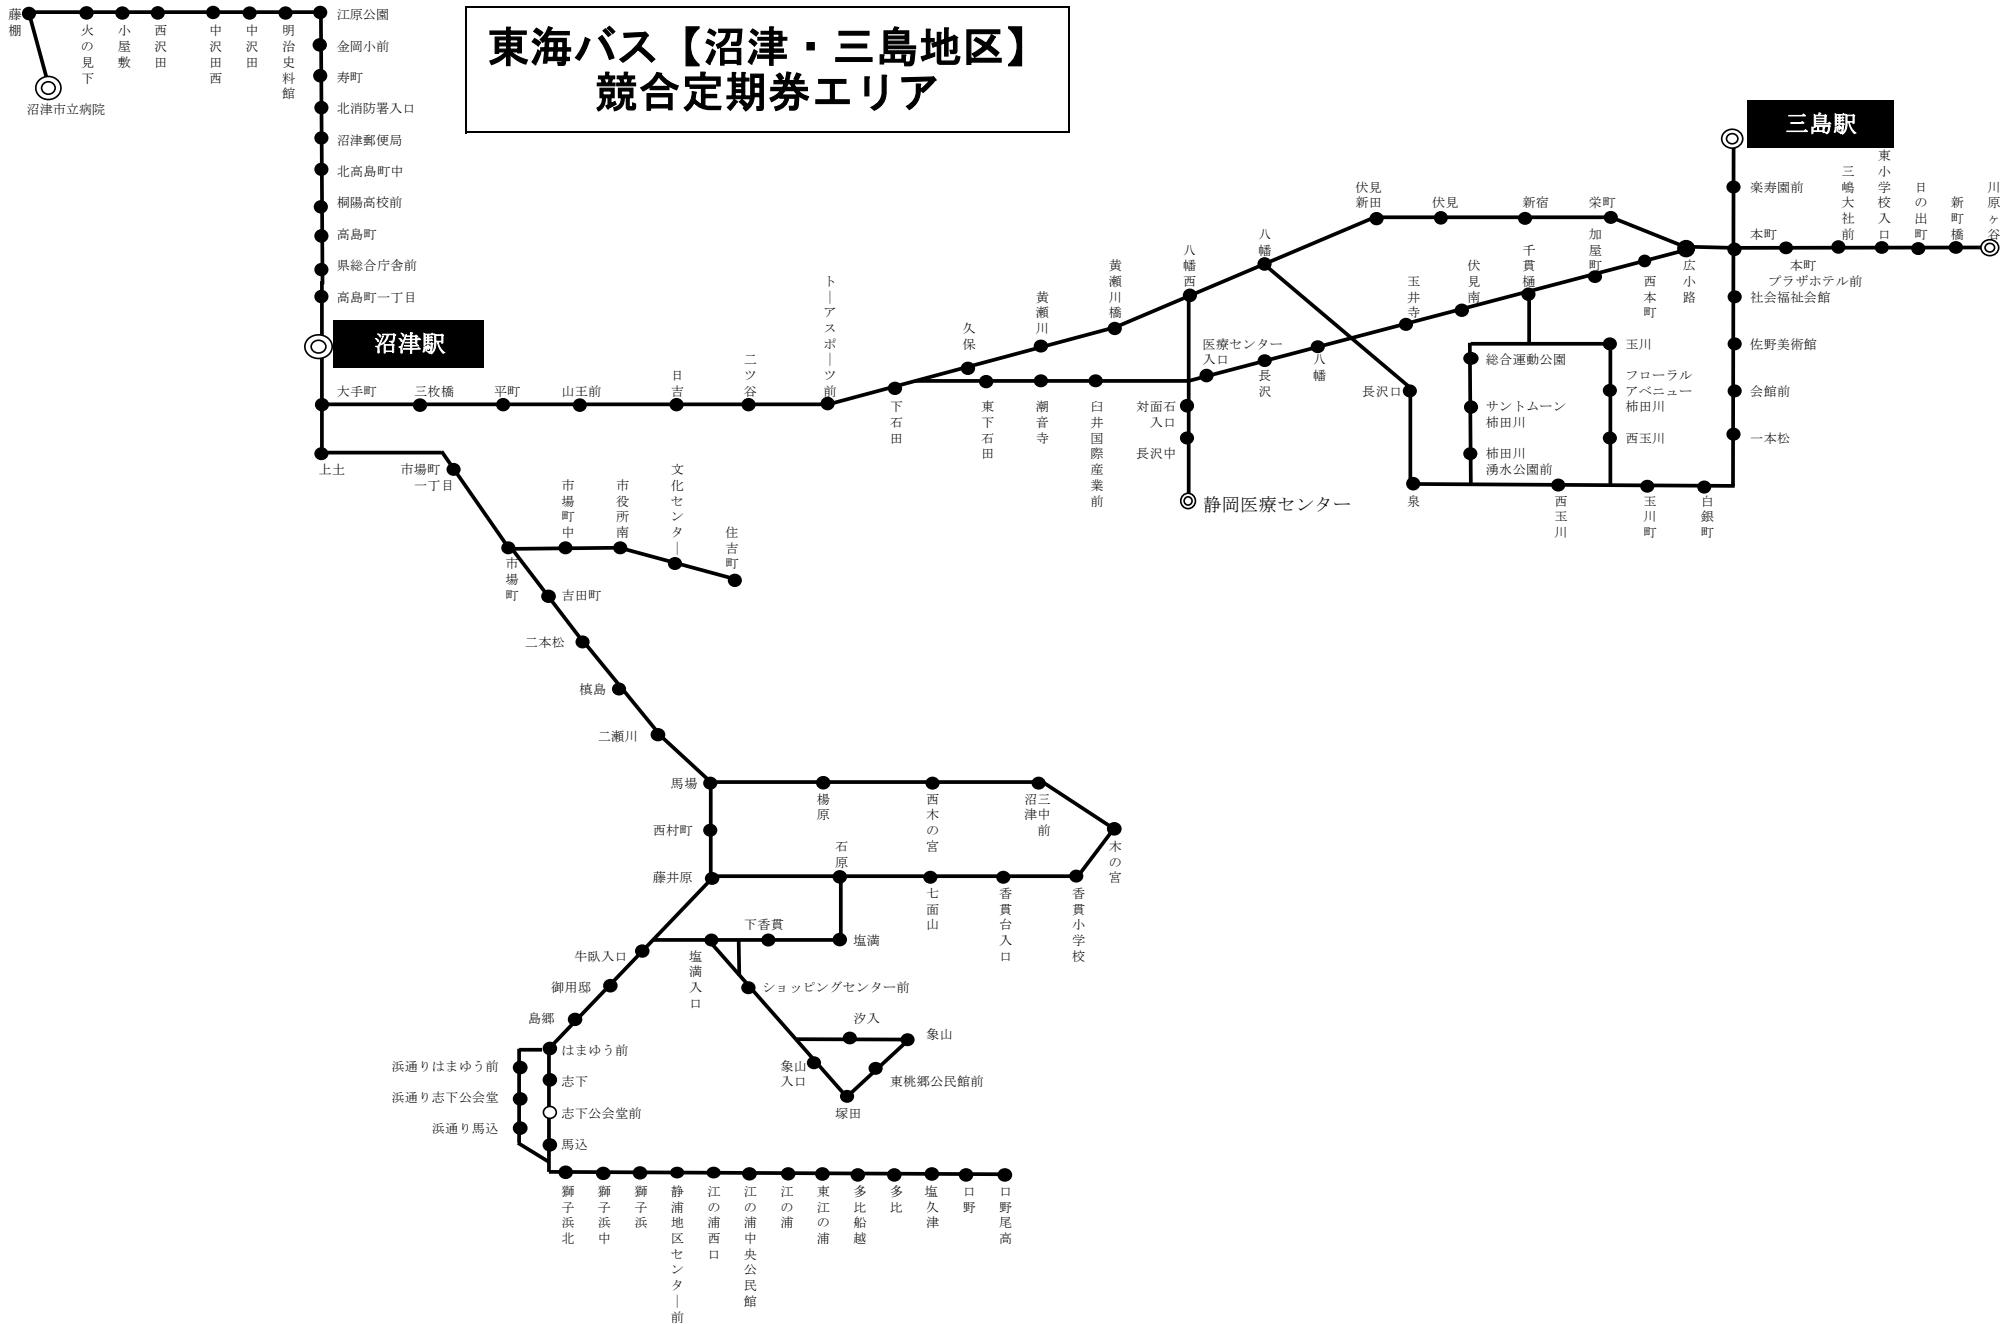 東海バス【沼津・三島地区】
競合定期券エリア
藤棚
火の見下
小屋敷
西沢田
中沢田西
中沢田
明治史料館
沼津市立病院
江原公園
金岡小前
寿町
北消防署入口
沼津郵便局
北高島町中
桐陽高校前
高島町
県総合庁舎前
高島町一丁目
沼津駅
大手町
三枚橋
平町
山王前
日吉
二ツ谷
トーアスポーツ前
下石田
久保
黄瀬川
黄瀬川橋
八幡西
八幡
伏見
新田
伏見
新宿
栄町
加屋町
千貫樋
伏見南
玉井寺
西本町
広小路
三島駅
楽寿園前
本町
本町
プラザホテル前
三嶋大社前
東小学校入口
日の出町
新町橋
川原ヶ谷
社会福祉会館
佐野美術館
会館前
一本松
東下石田
潮音寺
臼井国際産業前
対面石
入口
長沢中
静岡医療センター
医療センター
入口
長沢
八幡
長沢口
総合運動公園
サントムーン
柿田川
柿田川
湧水公園前
玉川
フローラル
アベニュー
柿田川
西玉川
泉
西玉川
玉川町
白銀町
上土
市場町
一丁目
市場町中
市役所南
文化センター
住吉町
市場町
吉田町
二本松
槙島
二瀬川
馬場
西村町
藤井原
楊原
西木の宮
沼津
三中前
木の宮
石原
七面山
香貫台入口
香貫小学校
下香貫
塩満
牛臥入口
塩満入口
御用邸
ショッピングセンター前
島郷
汐入
象山
象山
入口
東桃郷公民館前
塚田
はまゆう前
浜通りはまゆう前
志下
浜通り志下公会堂
志下公会堂前
浜通り馬込
馬込
獅子浜北
獅子浜中
獅子浜
静浦地区センター前
江の浦西口
江の浦中央公民館
江の浦
東江の浦
多比船越
多比
塩久津
口野
口野尾高